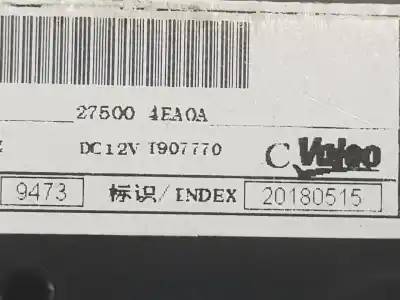 27500 4EA0A
DC12V I907770 C Valeo
9473 标识/INDEX 20180515